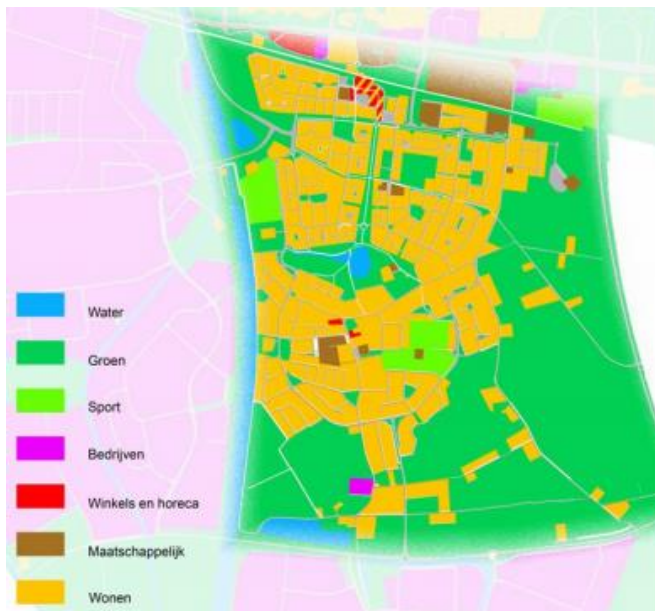 Water
Groen
Sport
Bedrijven
Winkels en horeca
Maatschappelijk
Wonen